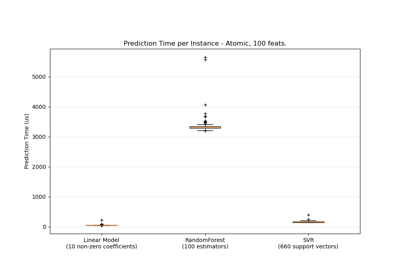 Prediction Time per Instance - Atomic, 100 feats.
Prediction Time (us)
5000
4000
3000
2000
1000
0
Linear Model
(10 non-zero coefficients)
RandomForest
(100 estimators)
SVR
(660 support vectors)